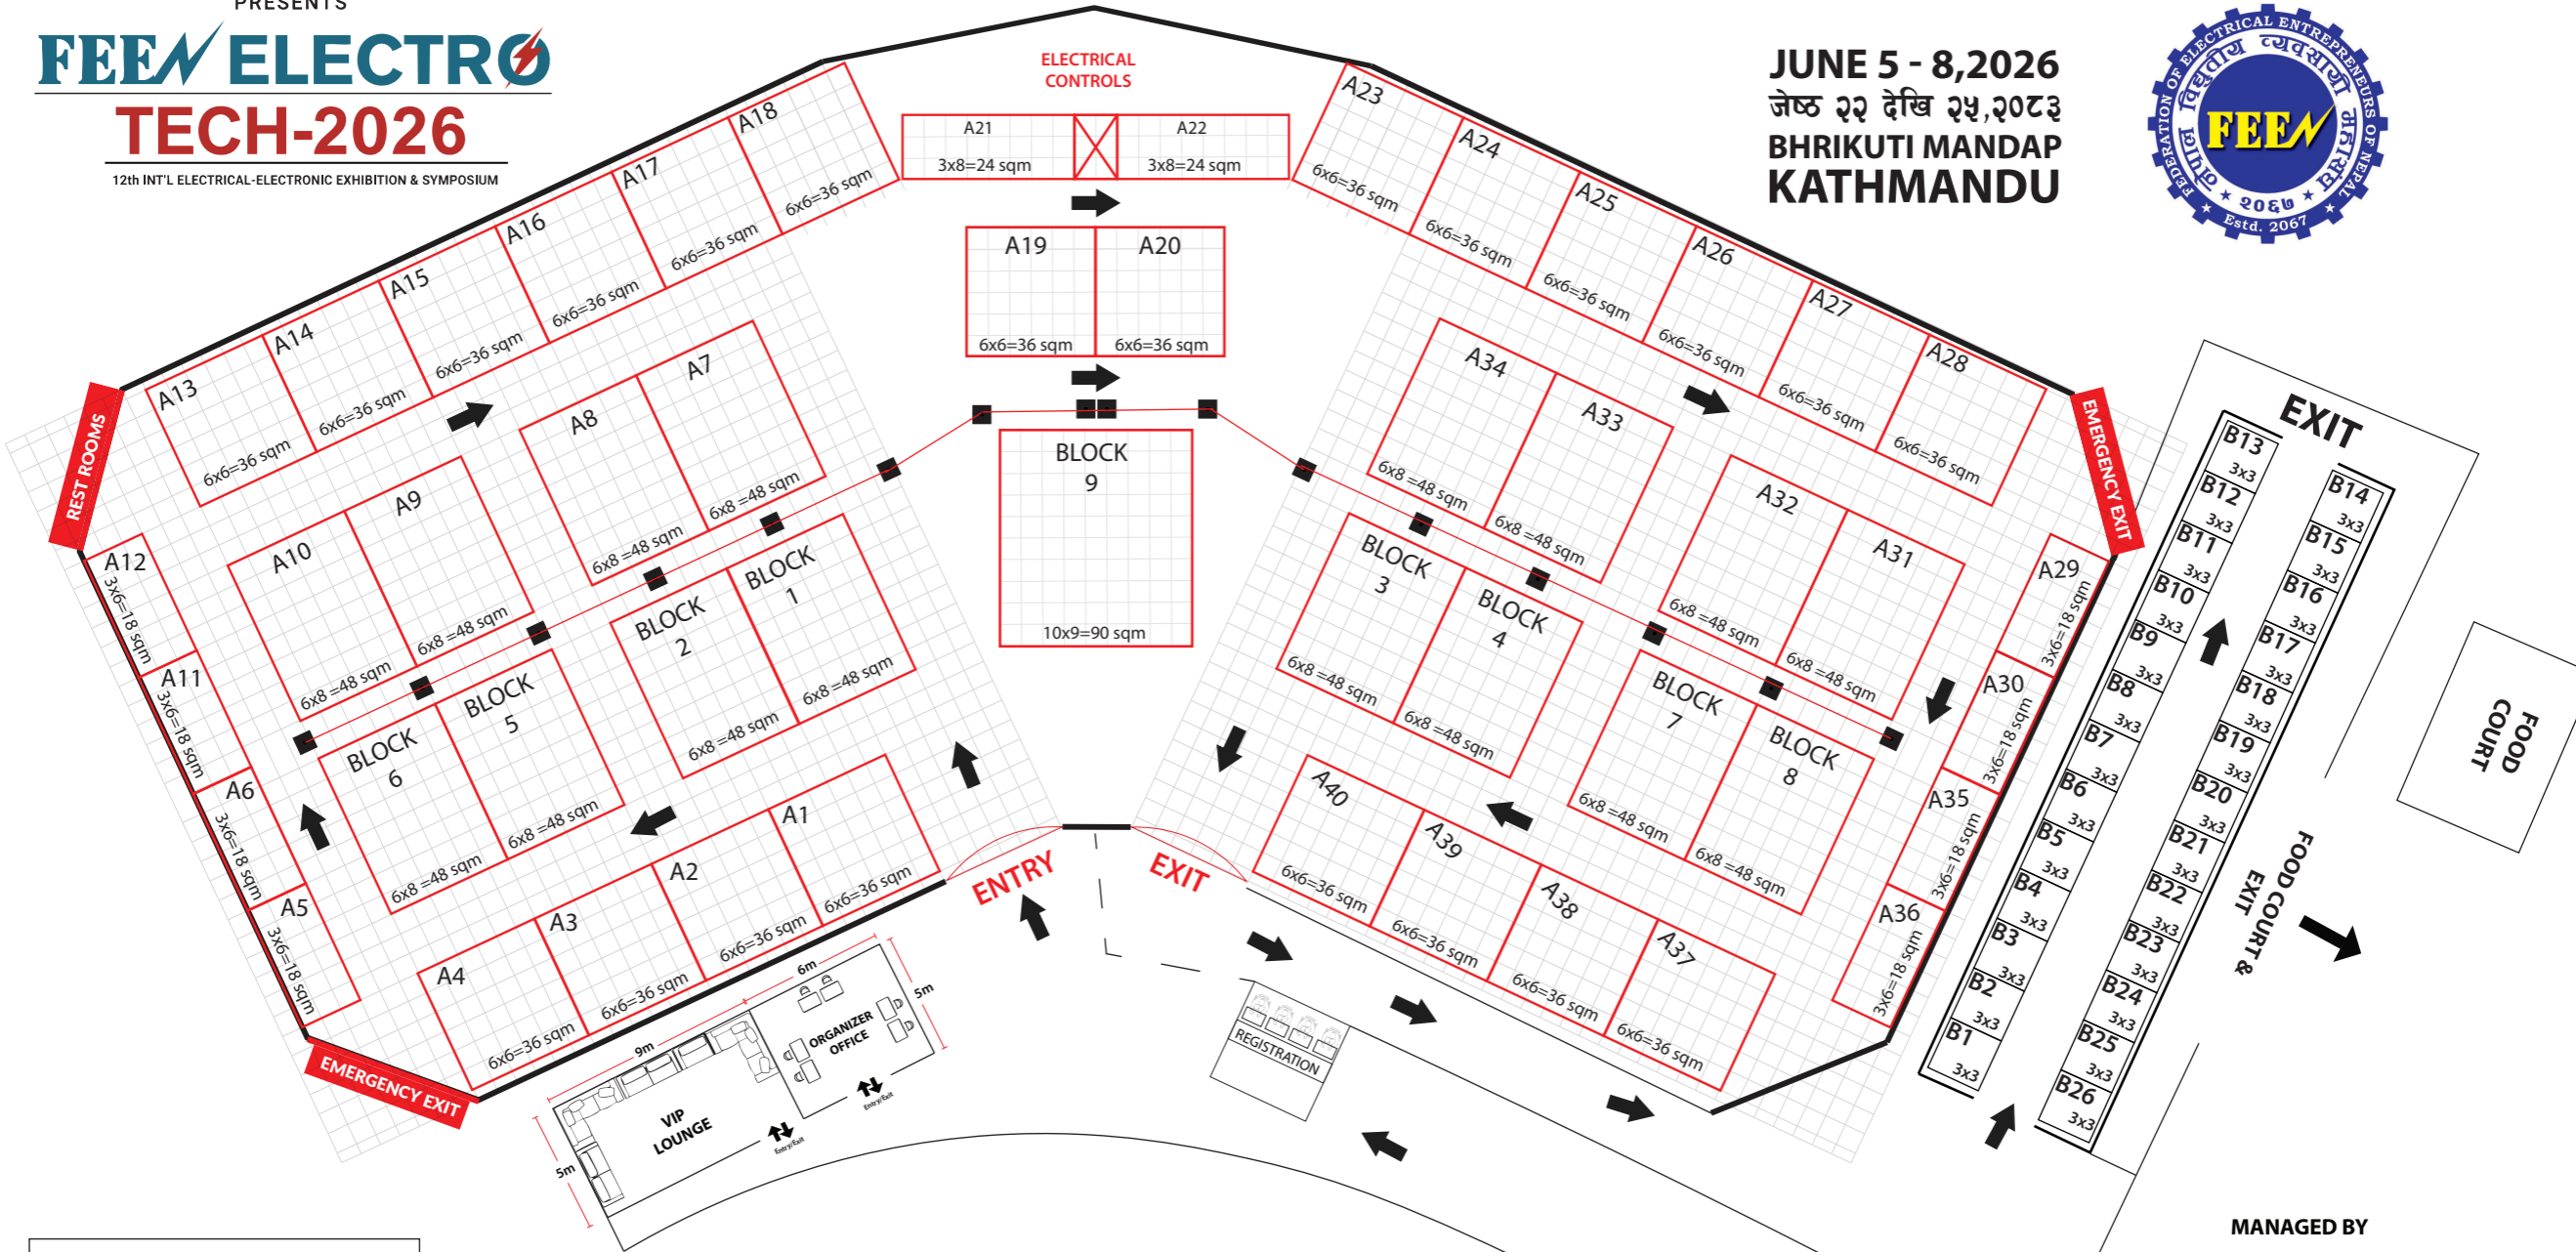 PRESENTS
FEEN ELECTRO
TECH-2026
12th INT'L ELECTRICAL-ELECTRONIC EXHIBITION & SYMPOSIUM
JUNE 5 - 8,2026
जेष्ठ २२ देखि २५,२०८३
BHRIKUTI MANDAP
KATHMANDU
FEDERATION OF ELECTRICAL ENTREPRENEURS OF NEPAL
FEEN
२०६७
Estd. 2067
ELECTRICAL
CONTROLS
A21
3x8=24 sqm
A22
3x8=24 sqm
A19
6x6=36 sqm
A20
6x6=36 sqm
A18
6x6=36 sqm
A17
6x6=36 sqm
A16
6x6=36 sqm
A15
6x6=36 sqm
A14
6x6=36 sqm
A13
6x6=36 sqm
REST ROOMS
A23
6x6=36 sqm
A24
6x6=36 sqm
A25
6x6=36 sqm
A26
6x6=36 sqm
A27
6x6=36 sqm
A28
6x6=36 sqm
EMERGENCY EXIT
A7
6x8 =48 sqm
A8
6x8 =48 sqm
A9
6x8 =48 sqm
A10
6x8 =48 sqm
A12
3x6=18 sqm
A11
3x6=18 sqm
A6
3x6=18 sqm
A5
3x6=18 sqm
BLOCK
1
6x8 =48 sqm
BLOCK
2
6x8 =48 sqm
BLOCK
5
6x8 =48 sqm
BLOCK
6
6x8 =48 sqm
BLOCK
9
10x9=90 sqm
A34
6x8 =48 sqm
A33
6x8 =48 sqm
A32
6x8 =48 sqm
A31
6x8 =48 sqm
BLOCK
3
6x8 =48 sqm
BLOCK
4
6x8 =48 sqm
BLOCK
7
6x8 =48 sqm
BLOCK
8
6x8 =48 sqm
A29
3x6=18 sqm
A30
3x6=18 sqm
A35
3x6=18 sqm
A36
3x6=18 sqm
A1
6x6=36 sqm
A2
6x6=36 sqm
A3
6x6=36 sqm
A4
6x6=36 sqm
EMERGENCY EXIT
A40
6x6=36 sqm
A39
6x6=36 sqm
A38
6x6=36 sqm
A37
6x6=36 sqm
ENTRY
EXIT
9m
6m
5m
5m
VIP
LOUNGE
ORGANIZER
OFFICE
Entry/Exit
Entry/Exit
REGISTRATION
EXIT
B13
3x3
B12
3x3
B11
3x3
B10
3x3
B9
3x3
B8
3x3
B7
3x3
B6
3x3
B5
3x3
B4
3x3
B3
3x3
B2
3x3
B1
3x3
B14
3x3
B15
3x3
B16
3x3
B17
3x3
B18
3x3
B19
3x3
B20
3x3
B21
3x3
B22
3x3
B23
3x3
B24
3x3
B25
3x3
B26
3x3
FOOD
COURT
FOOD COURT &
EXIT
MANAGED BY